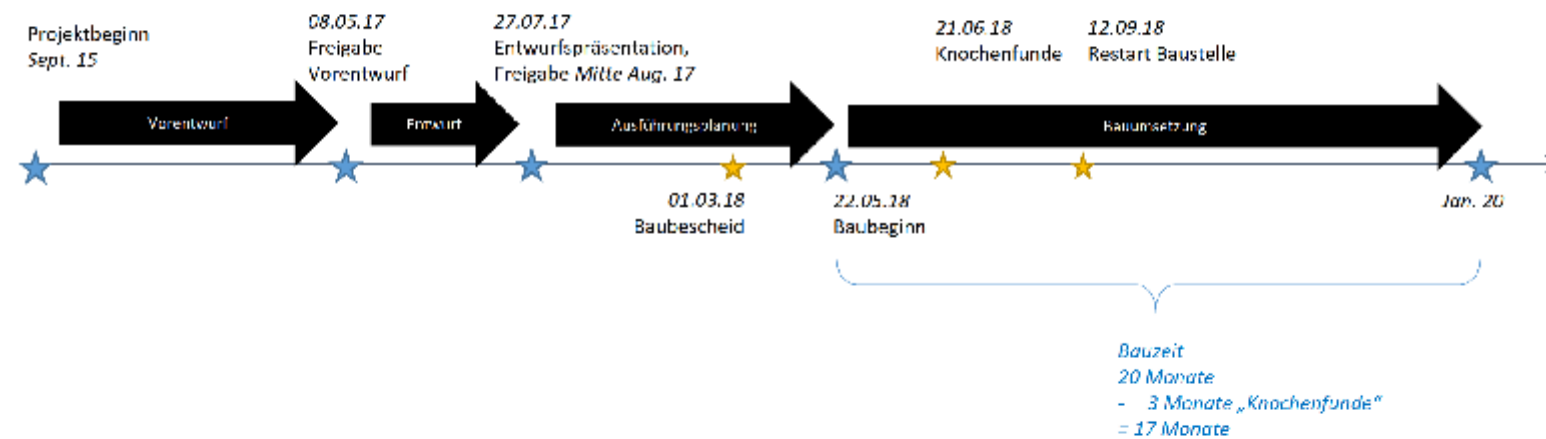 Projektbeginn
Sept. 15
08.05.17
Freigabe
Vorentwurf
27.07.17
Entwurfspräsentation,
Freigabe Mitte Aug. 17
21.06.18
Knochenfunde
12.09.18
Restart Baustelle
Vorentwurf
Entwurf
Ausführungsplanung
Bauumsetzung
01.03.18
Baubescheid
22.05.18
Baubeginn
Jan. 20
Bauzeit
20 Monate
- 3 Monate „Knochenfunde“
= 17 Monate